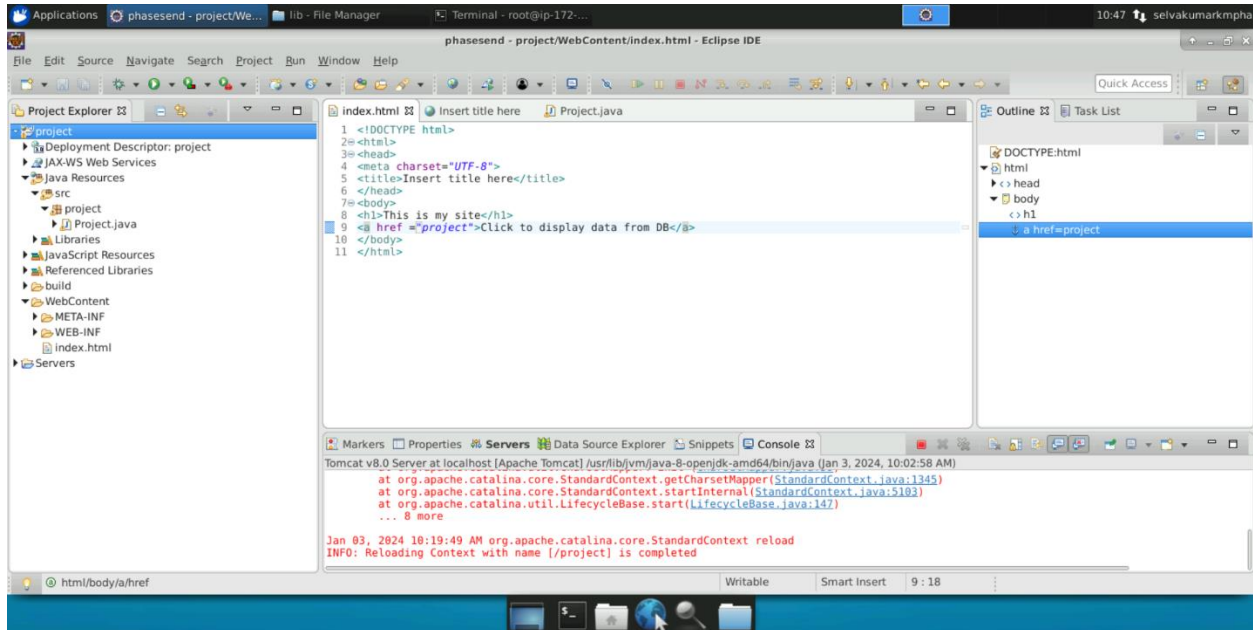 Applications phasesend - project/We... lib - File Manager Terminal - root@ip-172-... 10:47 selvakumarkmpha
phasesend - project/WebContent/index.html - Eclipse IDE
File Edit Source Navigate Search Project Run Window Help
Quick Access
Project Explorer
project
Deployment Descriptor: project
JAX-WS Web Services
Java Resources
src
project
Project.java
Libraries
JavaScript Resources
Referenced Libraries
build
WebContent
META-INF
WEB-INF
index.html
Servers
index.html Insert title here Project.java
1 <!DOCTYPE html>
2 <html>
3 <head>
4 <meta charset="UTF-8">
5 <title>Insert title here</title>
6 </head>
7 <body>
8 <h1>This is my site</h1>
9 <a href ="project">Click to display data from DB</a>
10 </body>
11 </html>
Outline Task List
DOCTYPE:html
html
head
body
h1
a href=project
Markers Properties Servers Data Source Explorer Snippets Console
Tomcat v8.0 Server at localhost [Apache Tomcat] /usr/lib/jvm/java-8-openjdk-amd64/bin/java (Jan 3, 2024, 10:02:58 AM)
at org.apache.catalina.core.StandardContext.getCharsetMapper(StandardContext.java:1345)
at org.apache.catalina.core.StandardContext.startInternal(StandardContext.java:5103)
at org.apache.catalina.util.LifecycleBase.start(LifecycleBase.java:147)
... 8 more
Jan 03, 2024 10:19:49 AM org.apache.catalina.core.StandardContext reload
INFO: Reloading Context with name [/project] is completed
html/body/a/href Writable Smart Insert 9 : 18